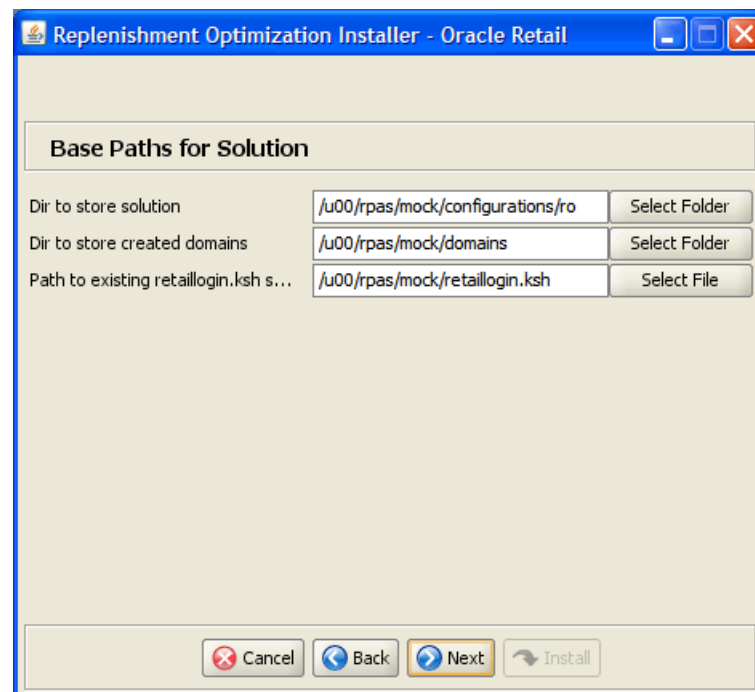 Replenishment Optimization Installer - Oracle Retail
Base Paths for Solution
Dir to store solution /u00/rpas/mock/configurations/ro Select Folder
Dir to store created domains /u00/rpas/mock/domains Select Folder
Path to existing retaillogin.ksh s... /u00/rpas/mock/retaillogin.ksh Select File
Cancel Back Next Install